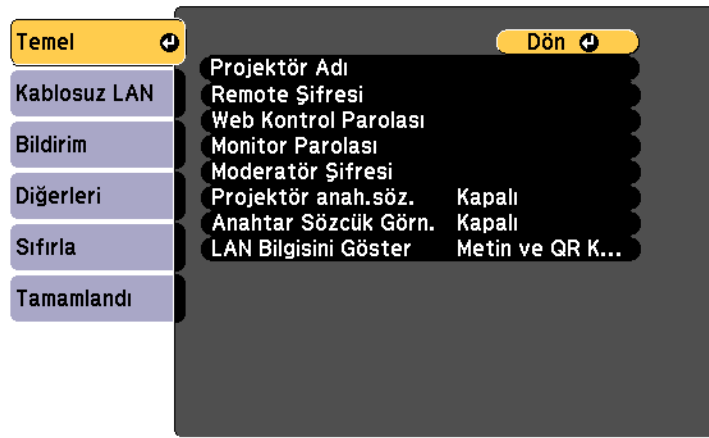 Temel
Kablosuz LAN
Bildirim
Diğerleri
Sıfırla
Tamamlandı
Dön
Projektör Adı
Remote Şifresi
Web Kontrol Parolası
Monitor Parolası
Moderatör Şifresi
Projektör anah.söz. Kapalı
Anahtar Sözcük Görn. Kapalı
LAN Bilgisini Göster Metin ve QR K...